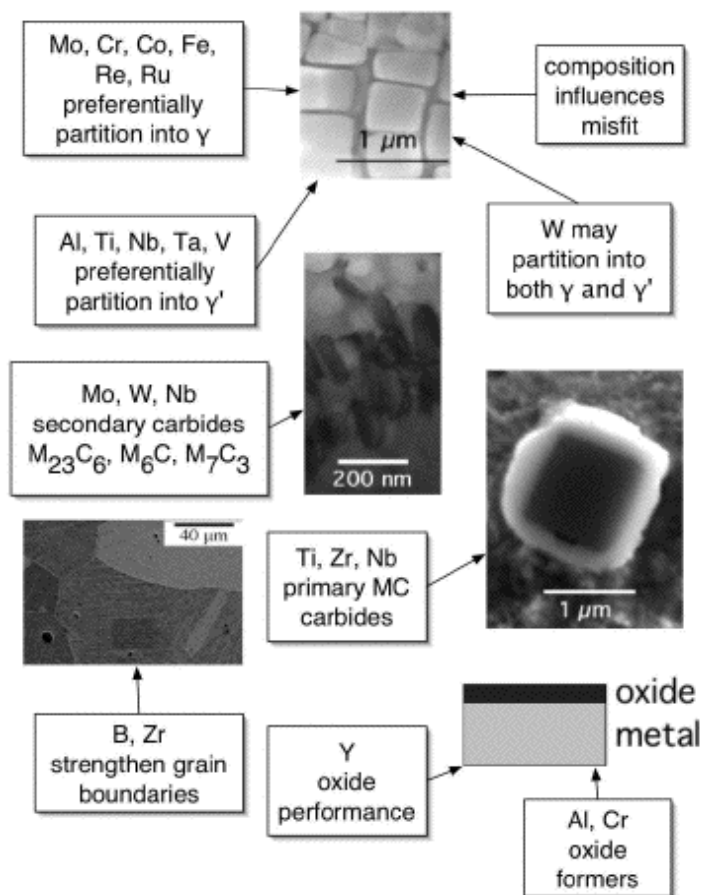 Mo, Cr, Co, Fe,
Re, Ru
preferentially
partition into γ
1 μm
composition
influences
misfit
Al, Ti, Nb, Ta, V
preferentially
partition into γ'
W may
partition into
both γ and γ'
Mo, W, Nb
secondary carbides
M23C6, M6C, M7C3
200 nm
40 μm
Ti, Zr, Nb
primary MC
carbides
1 μm
B, Zr
strengthen grain
boundaries
Y
oxide
performance
oxide
metal
Al, Cr
oxide
formers